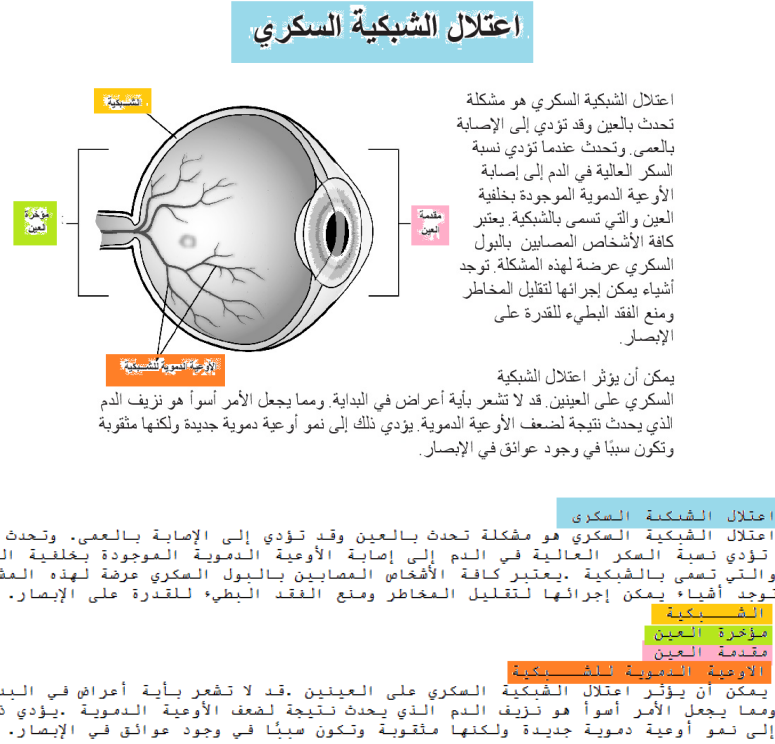 اعتلال الشبكية السكري
الشبكية
مؤخرة
العين
مقدمة
العين
الاوعية الدموية للشبكية
اعتلال الشبكية السكري هو مشكلة
تحدث بالعين وقد تؤدي إلى الإصابة
بالعمى. وتحدث عندما تؤدي نسبة
السكر العالية في الدم إلى إصابة
الأوعية الدموية الموجودة بخلفية
العين والتي تسمى بالشبكية. يعتبر
كافة الأشخاص المصابين بالبول
السكري عرضة لهذه المشكلة. توجد
أشياء يمكن إجرائها لتقليل المخاطر
ومنع الفقد البطيء للقدرة على
الإبصار.
يمكن أن يؤثر اعتلال الشبكية
السكري على العينين. قد لا تشعر بأية أعراض في البداية. ومما يجعل الأمر أسوأ هو نزيف الدم
الذي يحدث نتيجة لضعف الأوعية الدموية. يؤدي ذلك إلى نمو أوعية دموية جديدة ولكنها مثقوبة
وتكون سببًا في وجود عوائق في الإبصار.
اعتلال الشبكية السكري
اعتلال الشبكية السكري هو مشكلة تحدث بالعين وقد تؤدي إلى الإصابة بالعمى. وتحدث
تؤدي نسبة السكر العالية في الدم إلى إصابة الأوعية الدموية الموجودة بخلفية
والتي تسمى بالشبكية .يعتبر كافة الأشخاص المصابين بالبول السكري عرضة لهذه
توجد أشياء يمكن إجرائها لتقليل المخاطر ومنع الفقد البطيء للقدرة على الإبصار.
الشـــــبكية
مؤخرة العين
مقدمة العين
الاوعية الدموية للشـــــبكية
يمكن أن يؤثر اعتلال الشبكية السكري على العينين .قد لا تشعر بأية أعراض في
ومما يجعل الأمر أسوأ هو نزيف الدم الذي يحدث نتيجة لضعف الأوعية الدموية .يؤدي
إلى نمو أوعية دموية جديدة ولكنها مثقوبة وتكون سببًا في وجود عوائق في الإبصار.